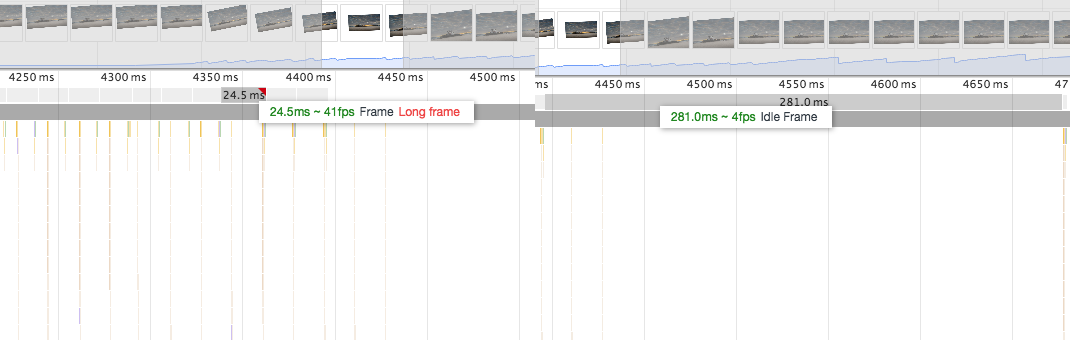 4250 ms 4300 ms 4350 ms 4400 ms 4450 ms 4500 ms
24.5 ms
24.5ms ~ 41fps Frame Long frame
ms 4450 ms 4500 ms 4550 ms 4600 ms 4650 ms 47
281.0 ms
281.0ms ~ 4fps Idle Frame